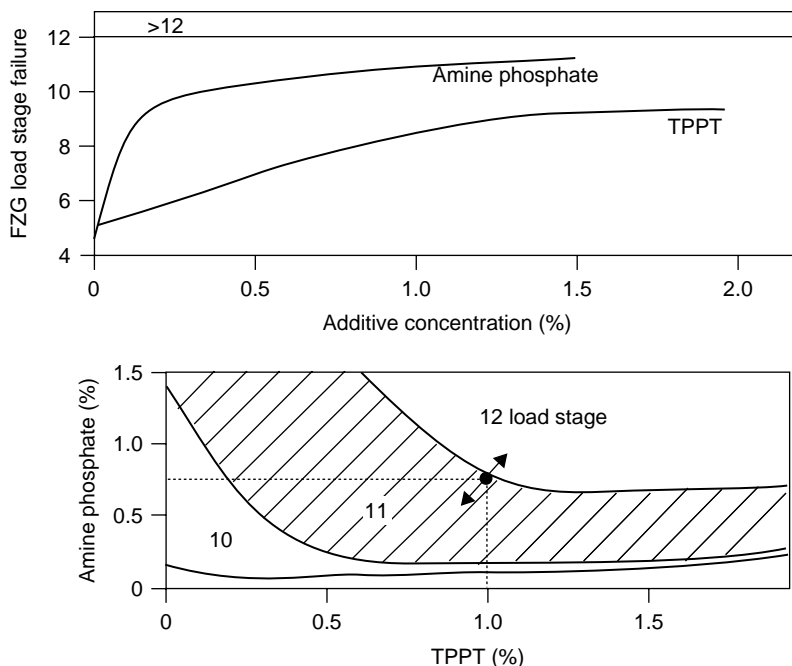 >12
12
10
8
6
4
FZG load stage failure
Amine phosphate
TPPT
0 0.5 1.0 1.5 2.0
Additive concentration (%)
1.5
1.0
0.5
0
Amine phosphate (%)
12 load stage
11
10
0 0.5 1.0 1.5
TPPT (%)